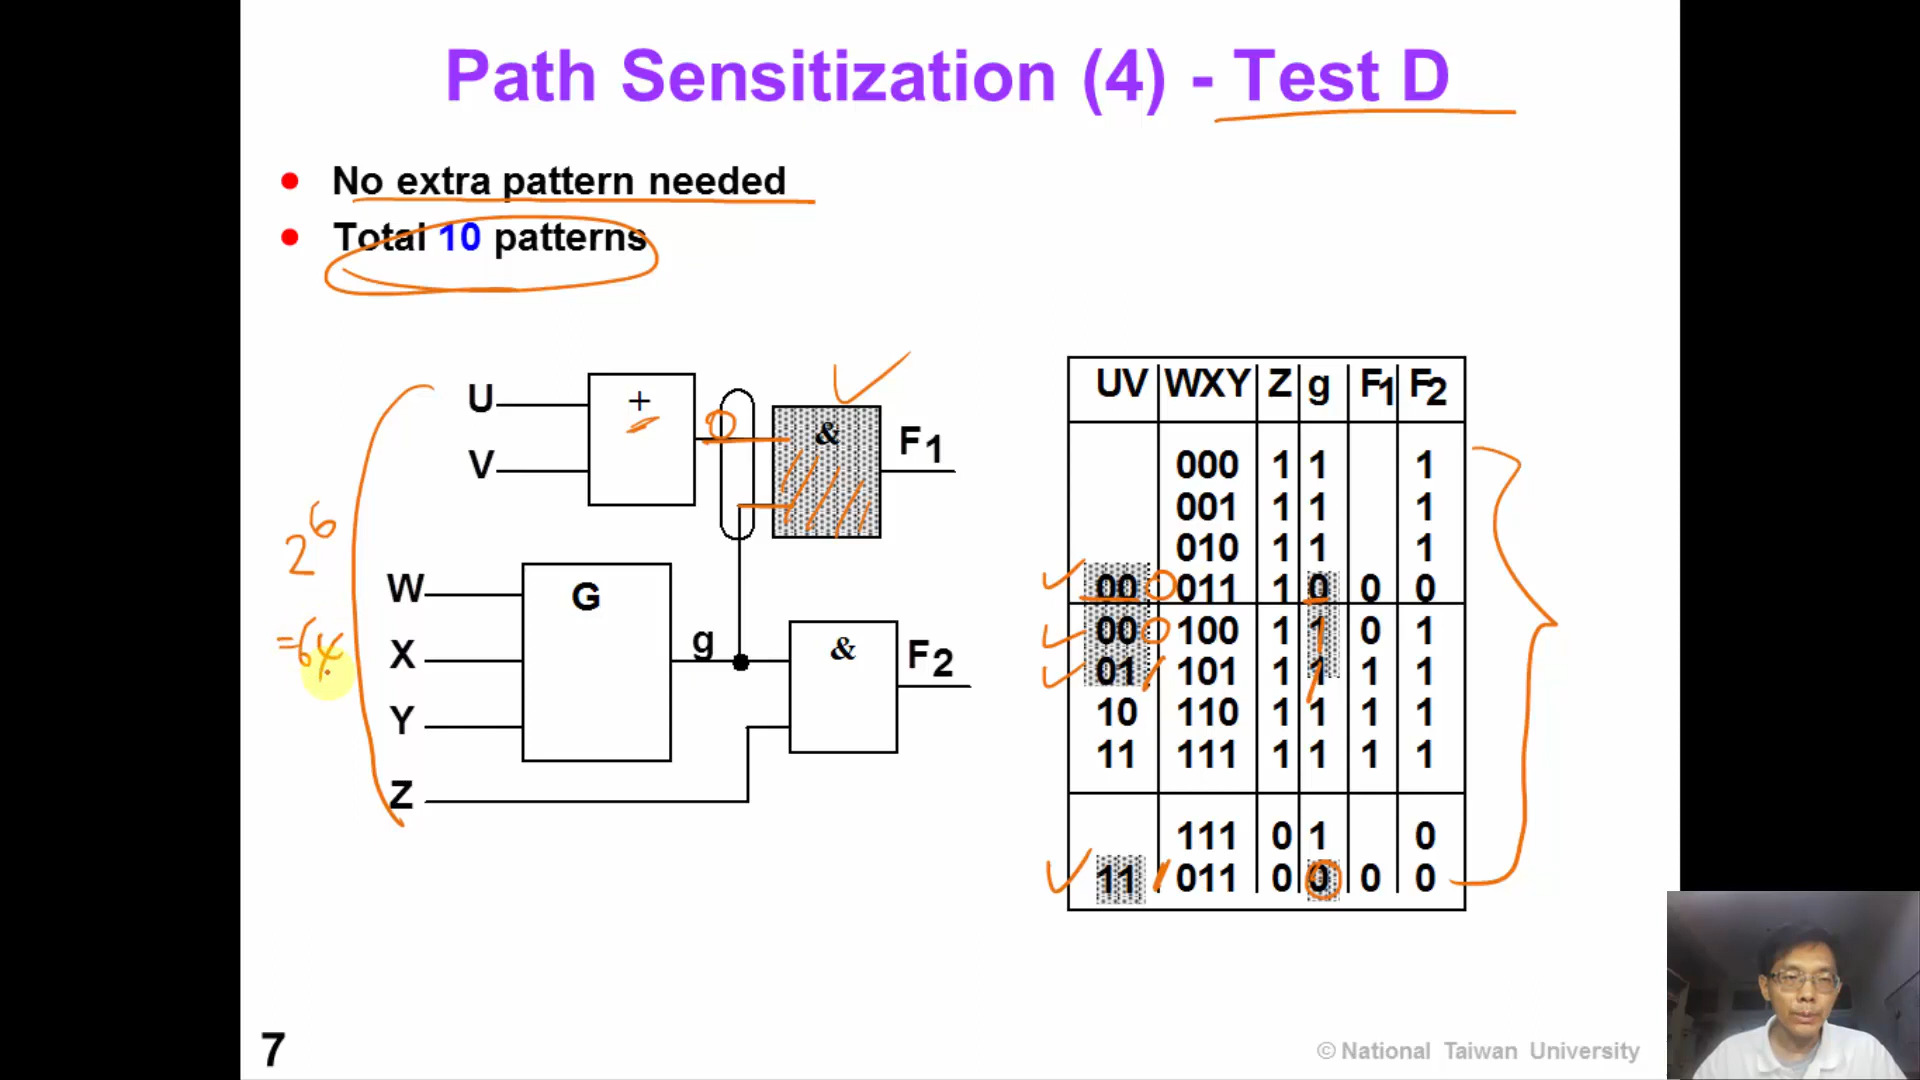 Path Sensitization (4) - Test D
• No extra pattern needed
• Total 10 patterns
U
V
+
0
&
F1
2^6
=64
W
X
Y
Z
G
g
&
F2
UV WXY Z g F1 F2
000 1 1 1
001 1 1 1
010 1 1 1
00 0 011 1 0 0 0
00 0 100 1 1 0 1
01 1 101 1 1 1 1
10 110 1 1 1 1
11 111 1 1 1 1
111 0 1 0
11 1 011 0 0 0 0
7
© National Taiwan University